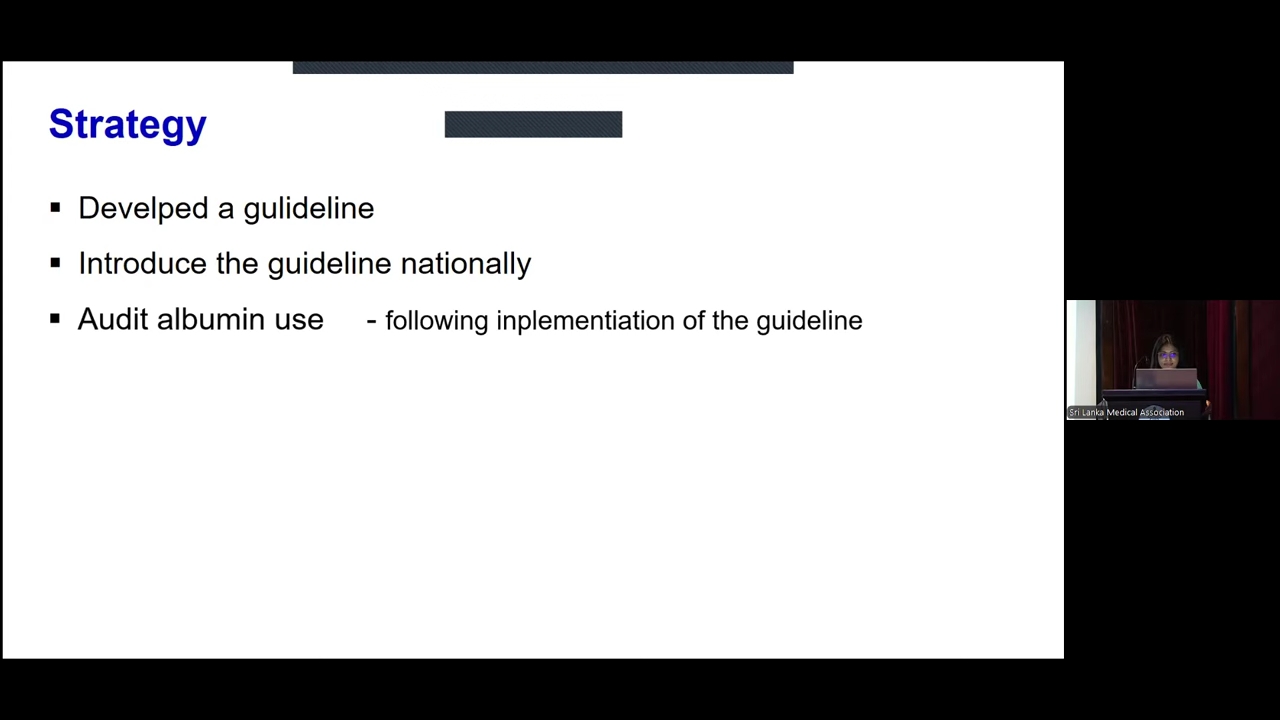 Strategy
▪ Develped a gulideline
▪ Introduce the guideline nationally
▪ Audit albumin use - following inplementiation of the guideline
Sri Lanka Medical Association